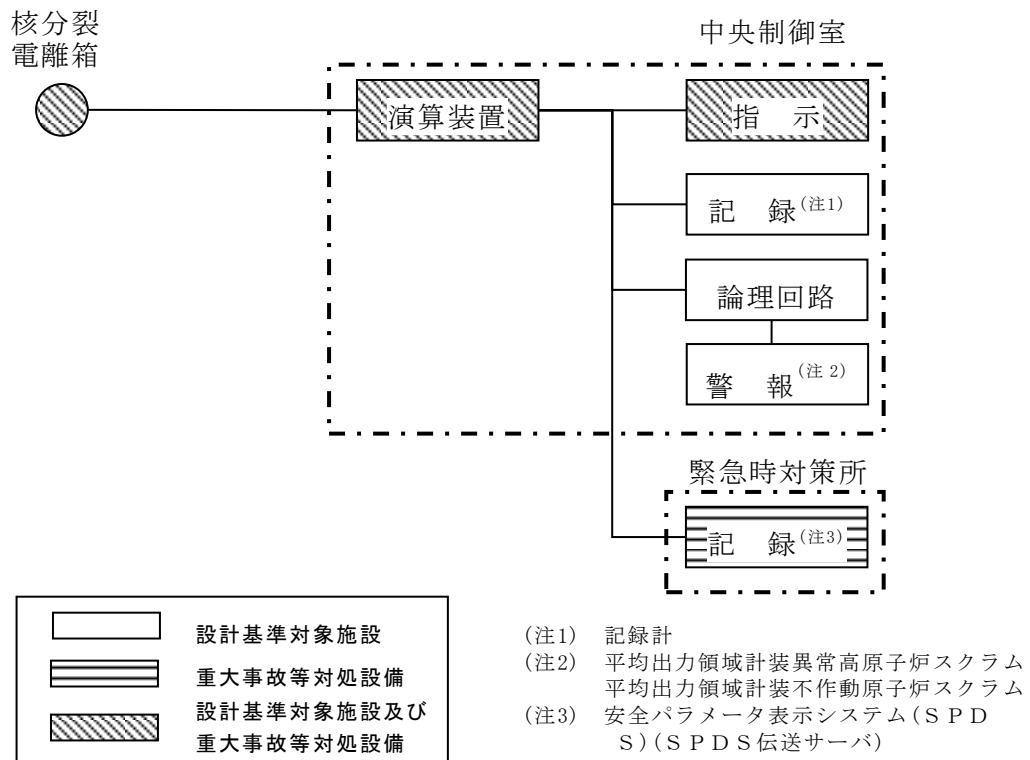 核分裂
電離箱
中央制御室
演算装置
指　示
記　録(注1)
論理回路
警　報(注 2)
緊急時対策所
記　録(注3)
設計基準対象施設
重大事故等対処設備
設計基準対象施設及び
重大事故等対処設備
(注1)　記録計
(注2)　平均出力領域計装異常高原子炉スクラム
平均出力領域計装不作動原子炉スクラム
(注3)　安全パラメータ表示システム(ＳＰＤ
Ｓ)(ＳＰＤＳ伝送サーバ)